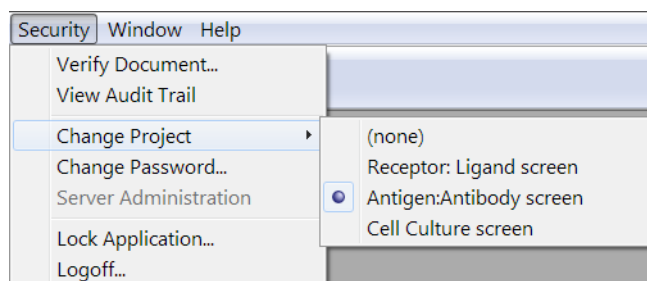 Security Window Help
Verify Document...
View Audit Trail
Change Project
(none)
Change Password...
Receptor: Ligand screen
Server Administration
Antigen:Antibody screen
Cell Culture screen
Lock Application...
Logoff...